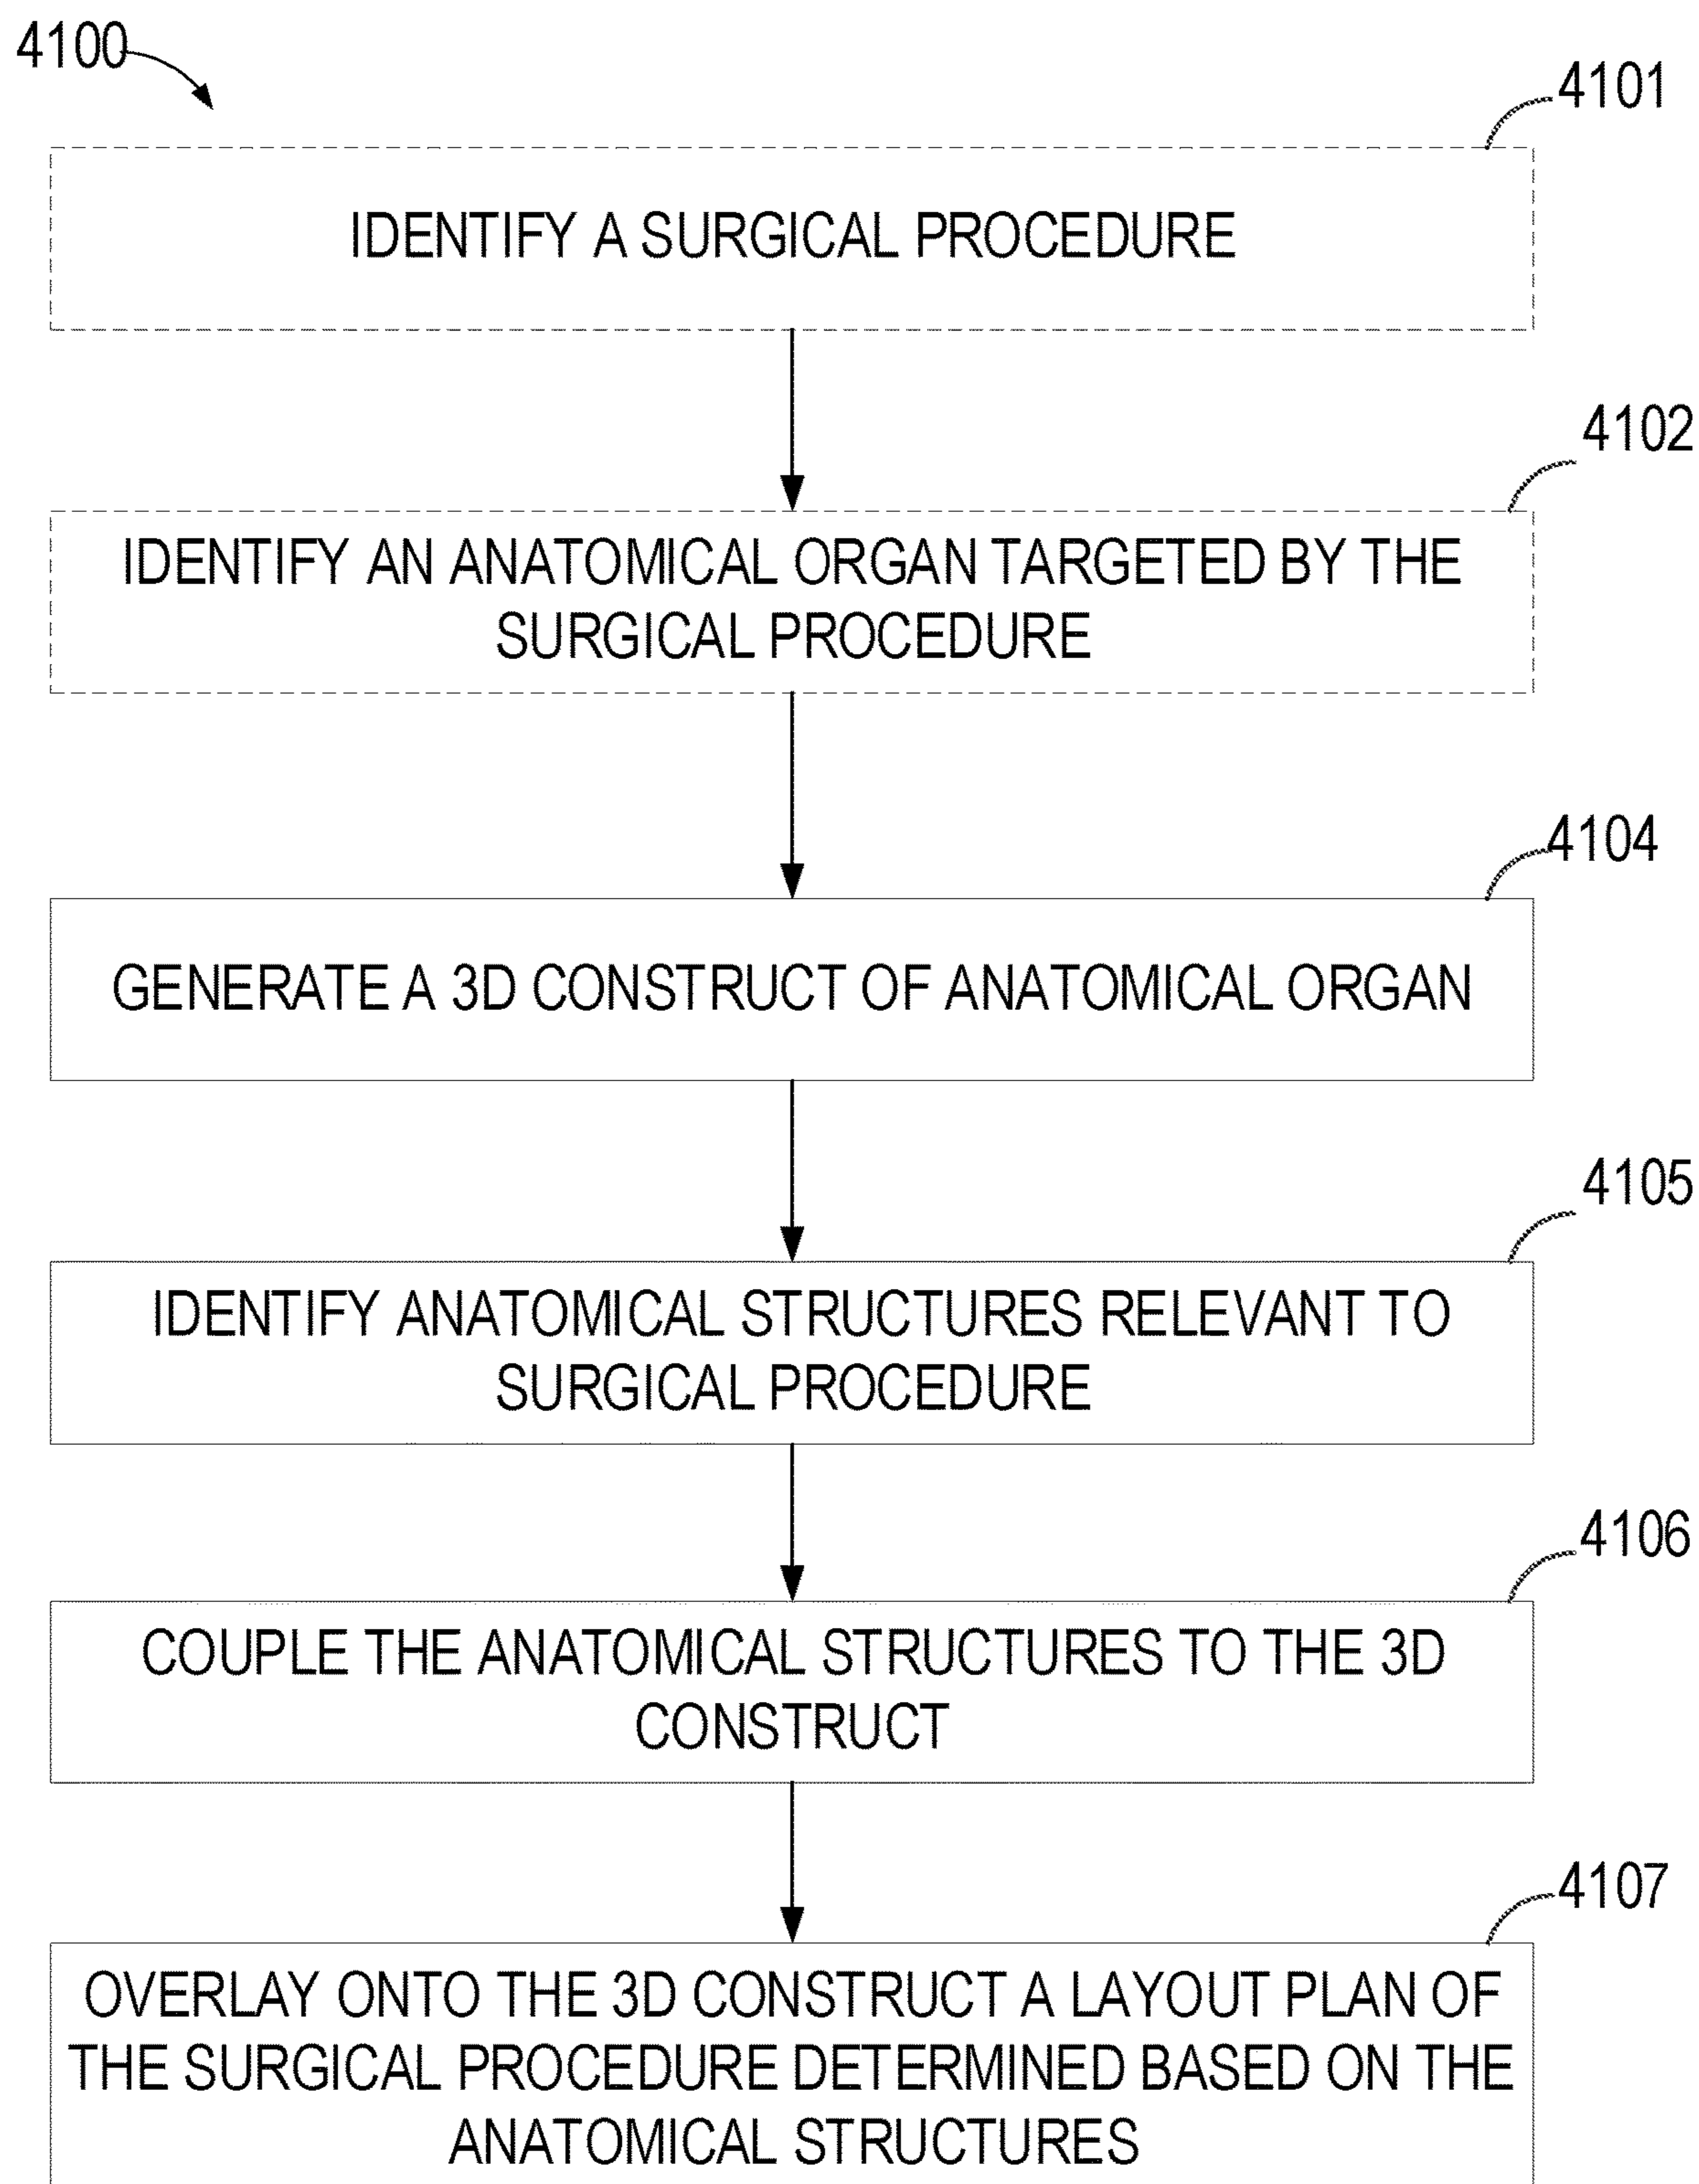 4100
4101
IDENTIFY A SURGICAL PROCEDURE
4102
IDENTIFY AN ANATOMICAL ORGAN TARGETED BY THE
SURGICAL PROCEDURE
4104
GENERATE A 3D CONSTRUCT OF ANATOMICAL ORGAN
4105
IDENTIFY ANATOMICAL STRUCTURES RELEVANT TO
SURGICAL PROCEDURE
4106
COUPLE THE ANATOMICAL STRUCTURES TO THE 3D
CONSTRUCT
4107
OVERLAY ONTO THE 3D CONSTRUCT A LAYOUT PLAN OF
THE SURGICAL PROCEDURE DETERMINED BASED ON THE
ANATOMICAL STRUCTURES